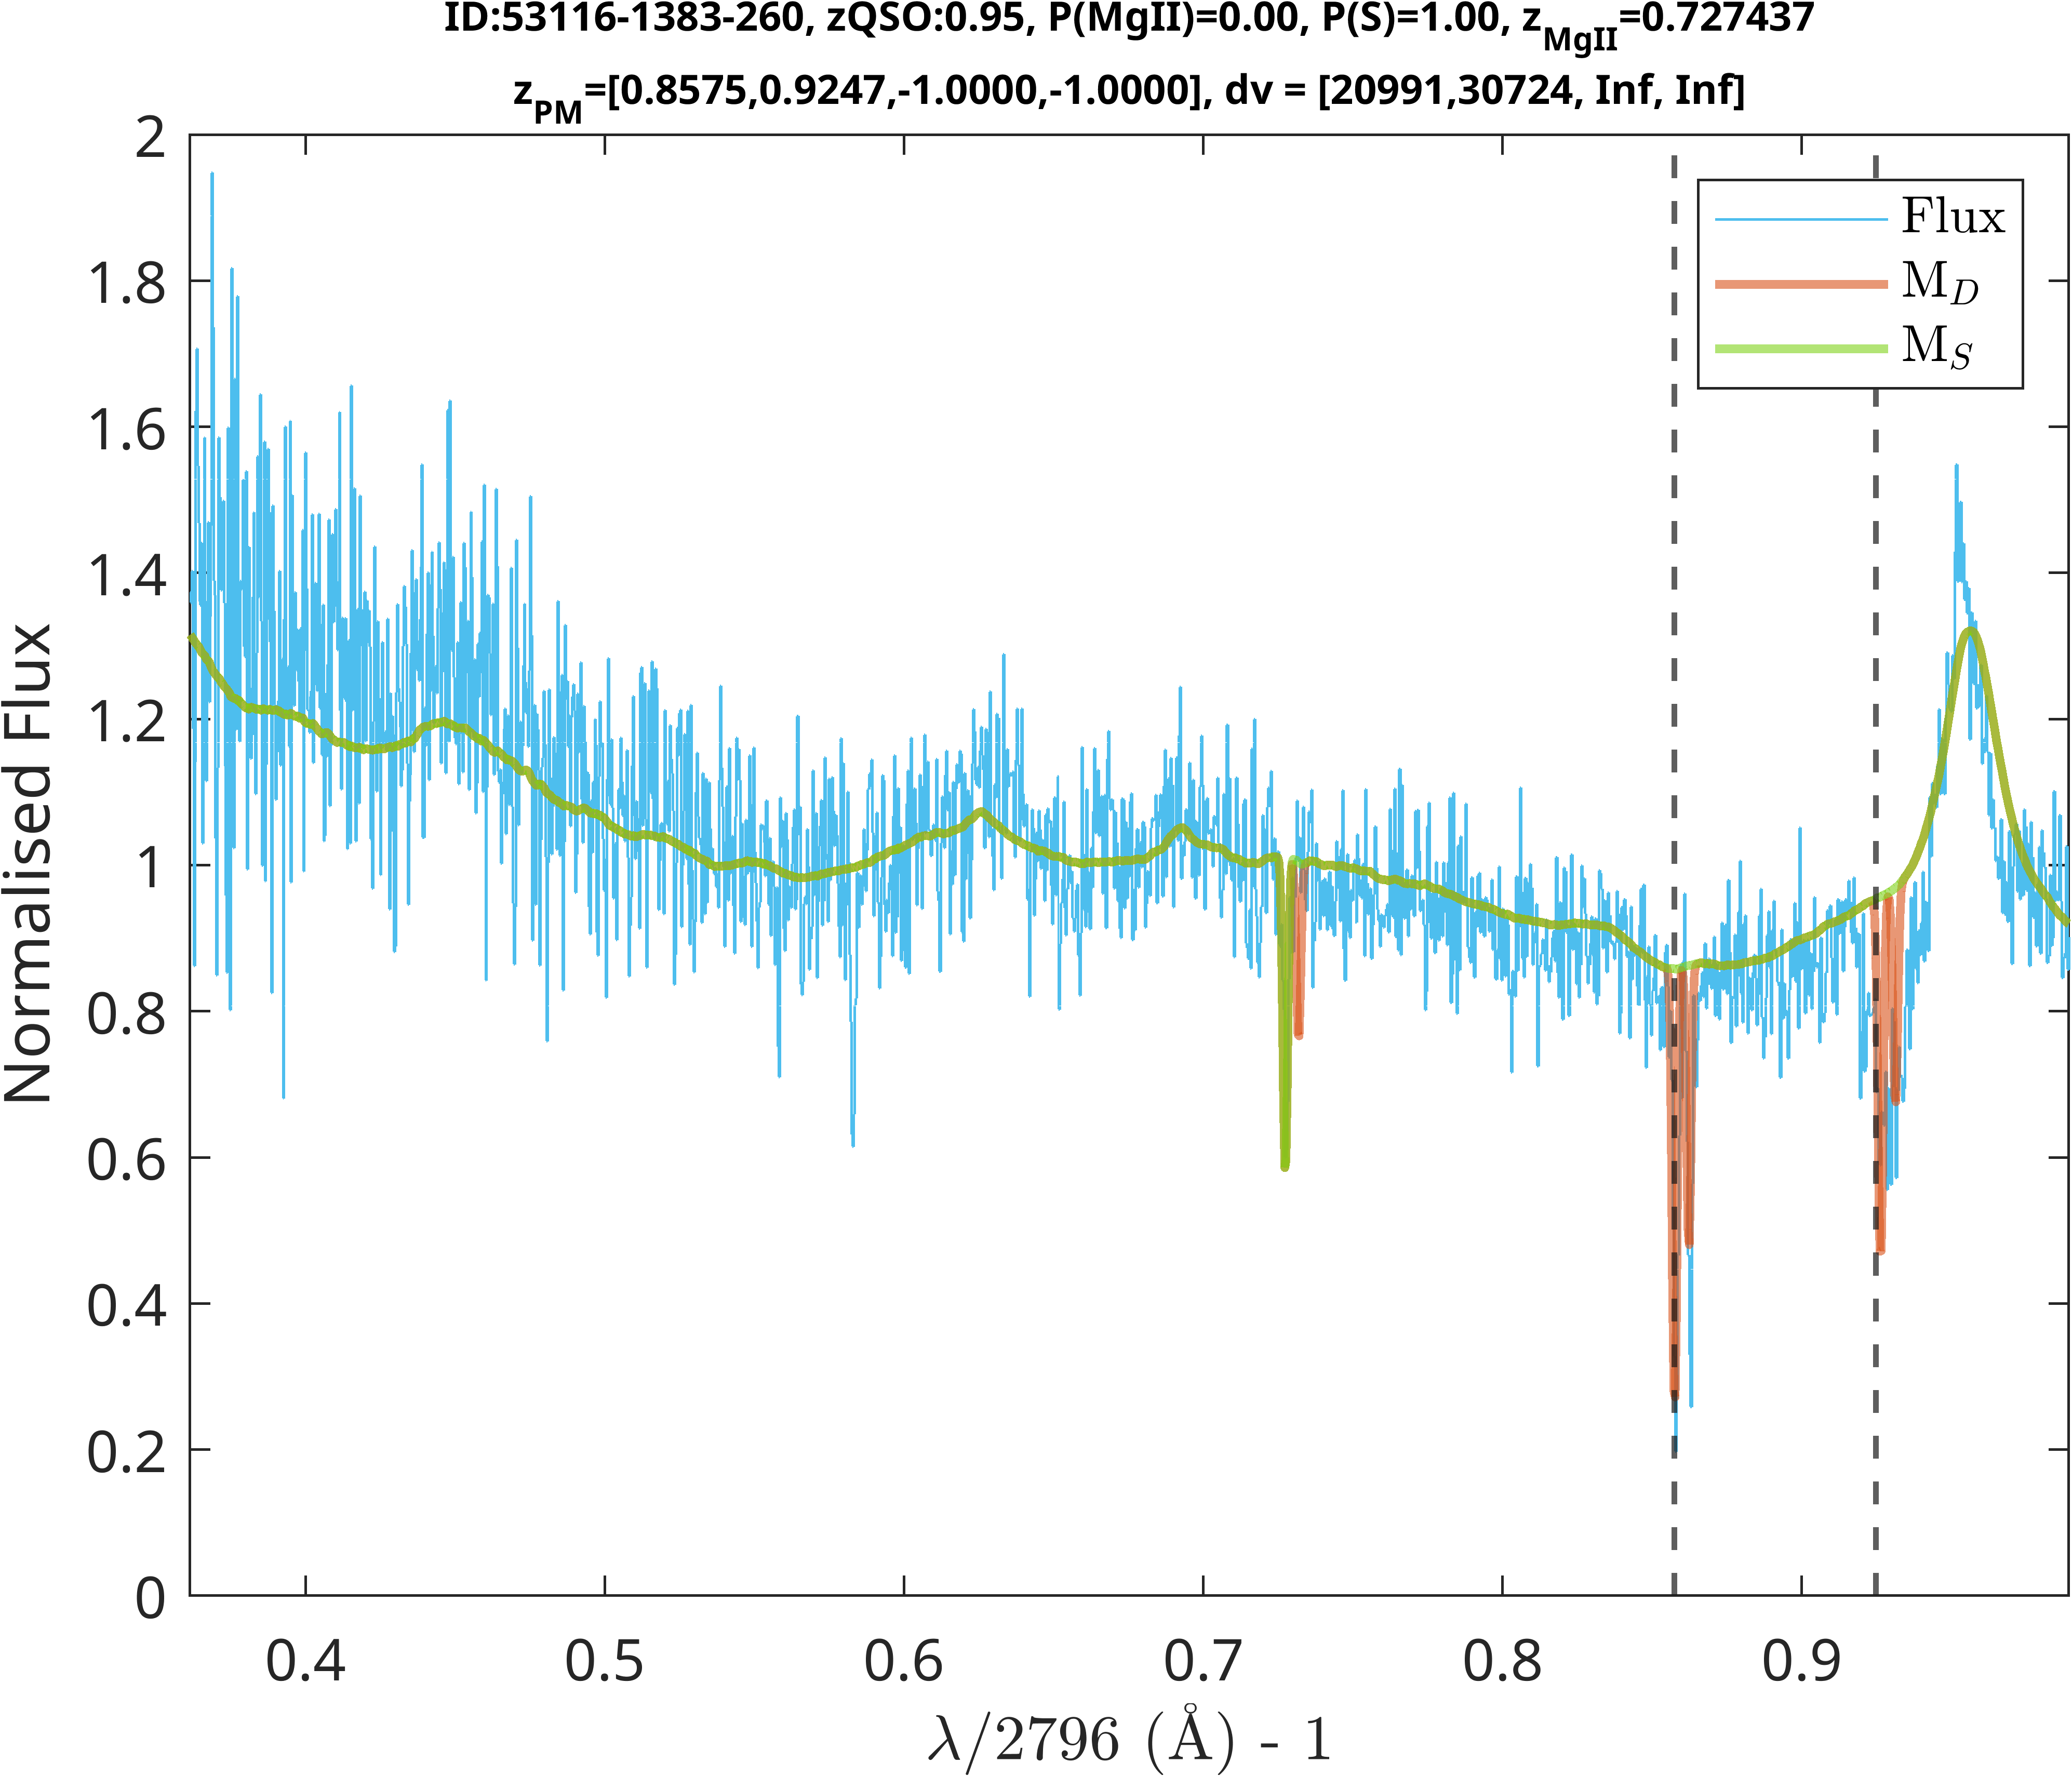 ID:53116-1383-260, zQSO:0.95, P(MgII)=0.00, P(S)=1.00, zMgII=0.727437
zPM=[0.8575,0.9247,-1.0000,-1.0000], dv = [20991,30724, Inf, Inf]
2
1.8
1.6
1.4
1.2
1
0.8
0.6
0.4
0.2
0
Normalised Flux
Flux
MD
MS
0.4 0.5 0.6 0.7 0.8 0.9
λ/2796 (Å) - 1